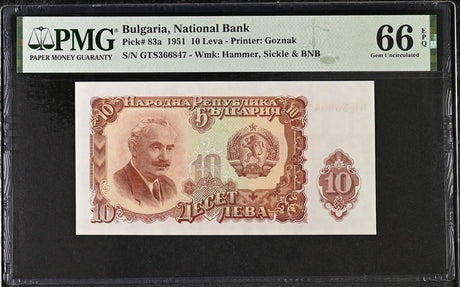 PMG
PAPER MONEY GUARANTY
Bulgaria, National Bank
Pick# 83a 1951 10 Leva - Printer: Goznak
S/N GTS366847 - Wmk: Hammer, Sickle & BNB
66 EPQ
Gem Uncirculated
10 НАРОДНА РЕПУБЛИКА 10
БЪЛГАРИЯ
10
10
10 ДЕСЕТ
ЛЕВА